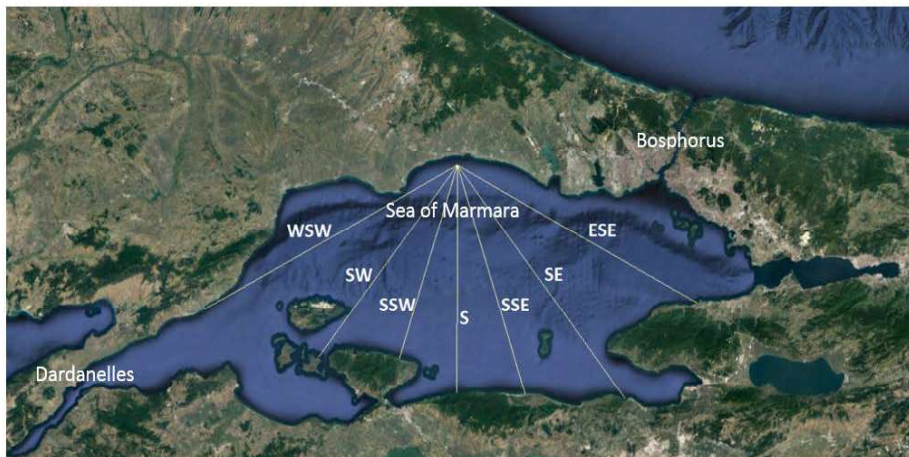 Bosphorus
Sea of Marmara
WSW
ESE
SW
SE
SSW
SSE
S
Dardanelles